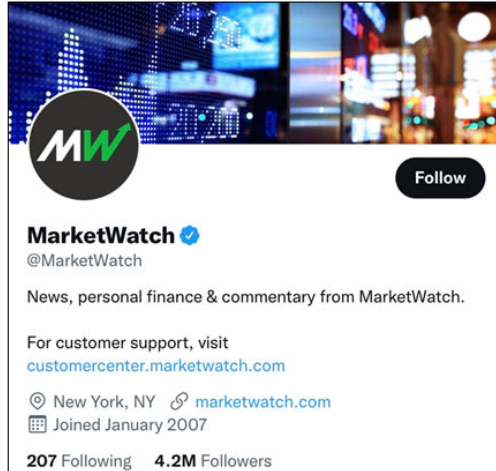 MW
Follow
MarketWatch
@MarketWatch
News, personal finance & commentary from MarketWatch.
For customer support, visit
customercenter.marketwatch.com
New York, NY marketwatch.com
Joined January 2007
207 Following 4.2M Followers